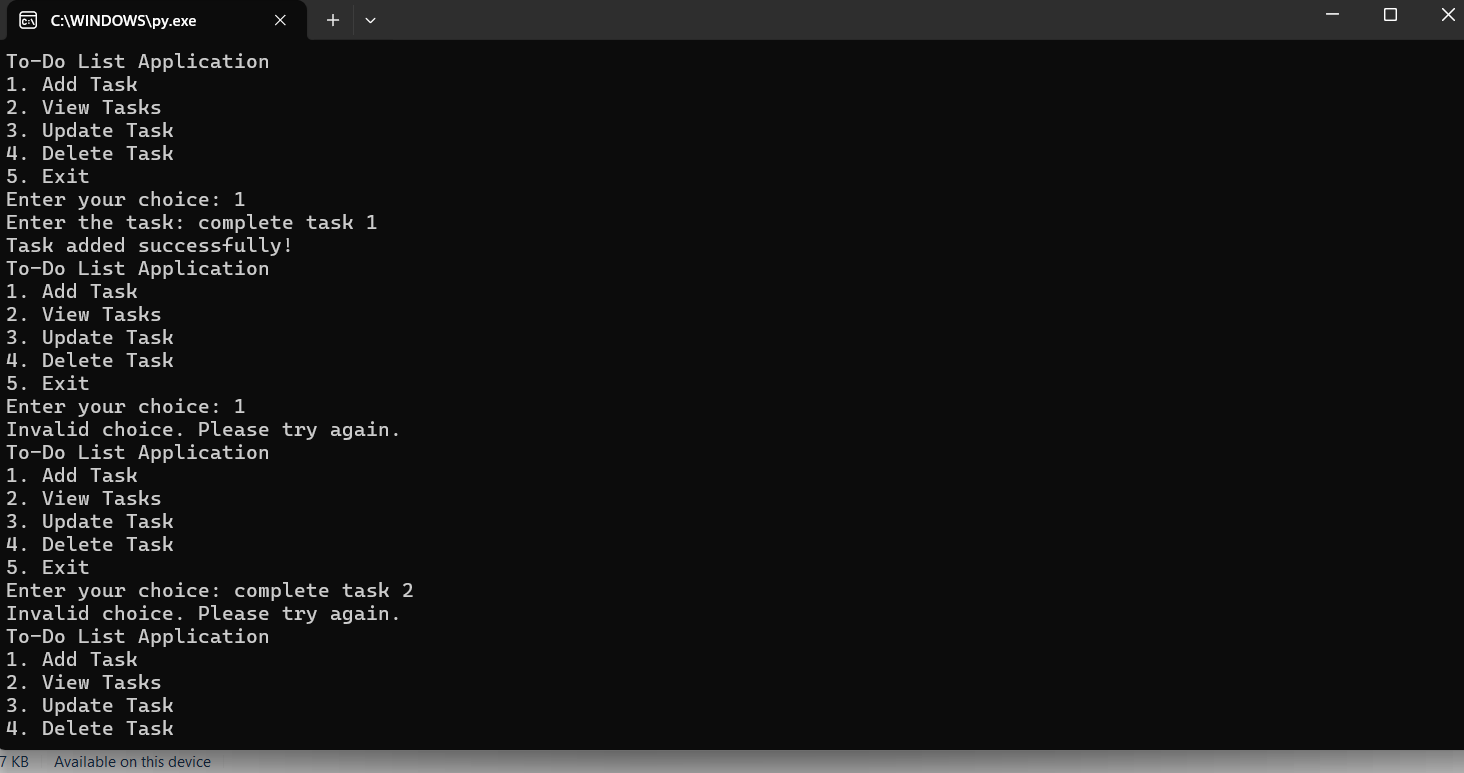 C:\WINDOWS\py.exe
To-Do List Application
1. Add Task
2. View Tasks
3. Update Task
4. Delete Task
5. Exit
Enter your choice: 1
Enter the task: complete task 1
Task added successfully!
To-Do List Application
1. Add Task
2. View Tasks
3. Update Task
4. Delete Task
5. Exit
Enter your choice: 1
Invalid choice. Please try again.
To-Do List Application
1. Add Task
2. View Tasks
3. Update Task
4. Delete Task
5. Exit
Enter your choice: complete task 2
Invalid choice. Please try again.
To-Do List Application
1. Add Task
2. View Tasks
3. Update Task
4. Delete Task
7 KB Available on this device